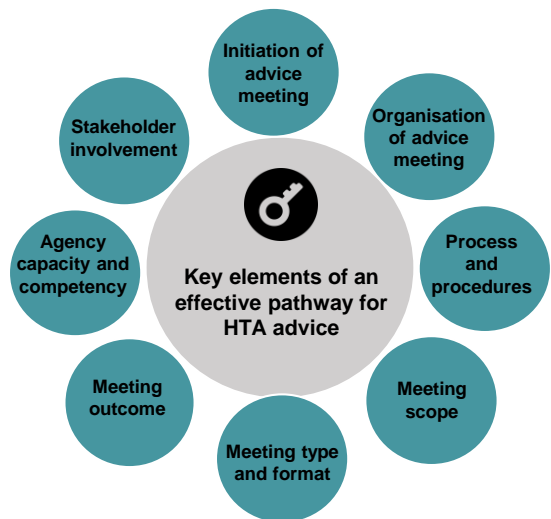 Initiation of
advice
meeting
Organisation
of advice
meeting
Process
and
procedures
Meeting
scope
Meeting type
and format
Meeting
outcome
Agency
capacity and
competency
Stakeholder
involvement
Key elements of an
effective pathway for
HTA advice